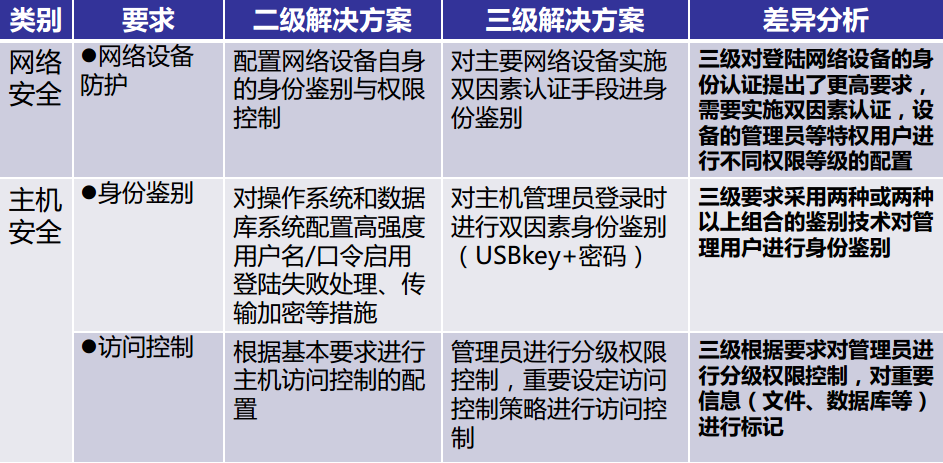 类别
要求
二级解决方案
三级解决方案
差异分析
网络
安全
●网络设备
防护
配置网络设备自身
的身份鉴别与权限
控制
对主要网络设备实施
双因素认证手段进身
份鉴别
三级对登陆网络设备的身
份认证提出了更高要求，
需要实施双因素认证，设
备的管理员等特权用户进
行不同权限等级的配置
主机
安全
●身份鉴别
对操作系统和数据
库系统配置高强度
用户名/口令启用
登陆失败处理、传
输加密等措施
对主机管理员登录时
进行双因素身份鉴别
（USBkey+密码）
三级要求采用两种或两种
以上组合的鉴别技术对管
理用户进行身份鉴别
●访问控制
根据基本要求进行
主机访问控制的配
置
管理员进行分级权限
控制，重要设定访问
控制策略进行访问控
制
三级根据要求对管理员进
行分级权限控制，对重要
信息（文件、数据库等）
进行标记